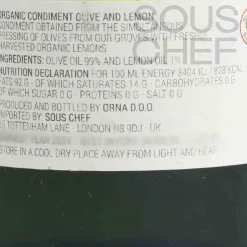 SOUS
CHEF
ORGANIC CONDIMENT OLIVE AND LEMON
CONDIMENT OBTAINED FROM THE SIMULTANEOUS
PRESSING OF OLIVES FROM OUR GROVES WITH FRESHLY
HARVESTED ORGANIC LEMONS
INGREDIENTS: OLIVE OIL 99% AND LEMON OIL 1%
NUTRITION DECLARATION FOR 100 ML ENERGY 3404 KJ / 828 KCAL
FATS 92 G - OF WHICH SATURATES 14 G - CARBOHYDRATES 0 G
- OF WHICH SUGAR 0 G - PROTEINS 0 G - SALT 0 G
PRODUCED AND BOTTLED BY ORNA D.O.O.
IMPORTED BY SOUS CHEF
TOTTENHAM LANE - LONDON N8 9DJ - UK
STORE IN A COOL DRY PLACE AWAY FROM LIGHT AND HEAT